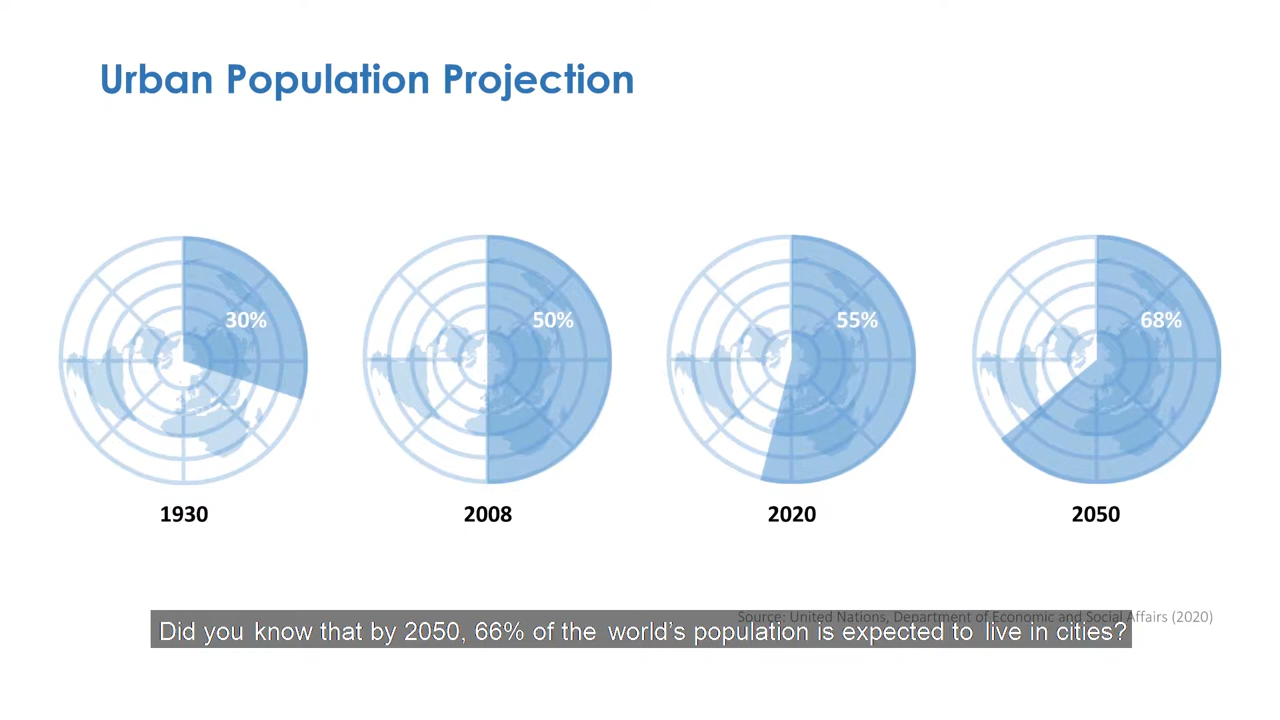 Urban Population Projection
30%
50%
55%
68%
1930
2008
2020
2050
Source: United Nations, Department of Economic and Social Affairs (2020)
Did you know that by 2050, 66% of the world's population is expected to live in cities?